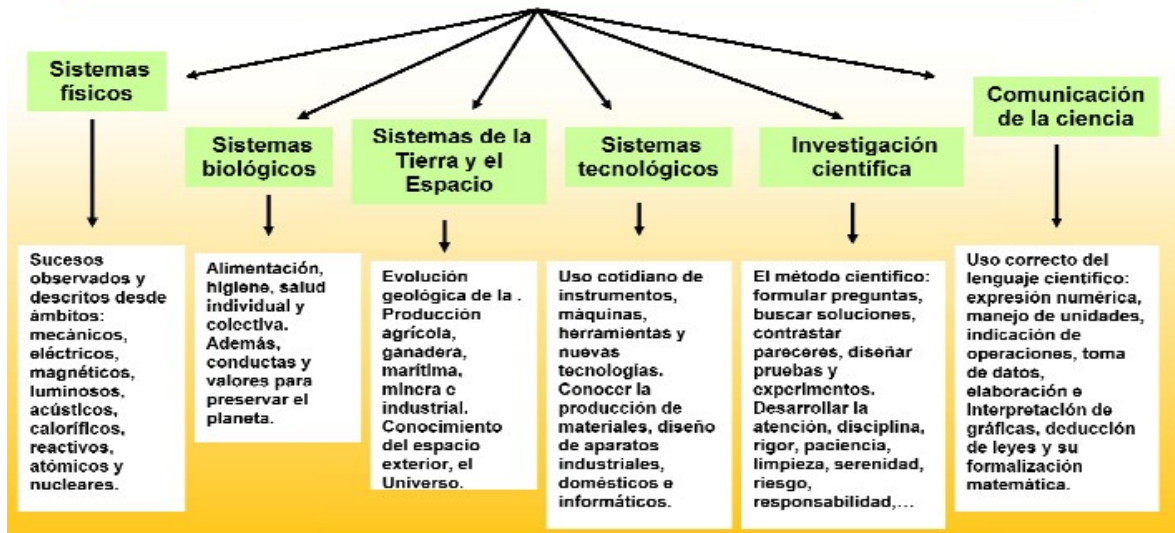 Sistemas
físicos
Sistemas
biológicos
Sistemas de la
Tierra y el
Espacio
Sistemas
tecnológicos
Investigación
científica
Comunicación
de la ciencia
Sucesos
observados y
descritos desde
ámbitos:
mecánicos,
eléctricos,
magnéticos,
luminosos,
acústicos,
caloríficos,
reactivos,
atómicos y
nucleares.
Alimentación,
higiene, salud
individual y
colectiva.
Además,
conductas y
valores para
preservar el
planeta.
Evolución
geológica de la .
Producción
agrícola,
ganadera,
marítima,
minera e
industrial.
Conocimiento
del espacio
exterior, el
Universo.
Uso cotidiano de
instrumentos,
máquinas,
herramientas y
nuevas
tecnologías.
Conocer la
producción de
materiales, diseño
de aparatos
industriales,
domésticos e
informáticos.
El método científico:
formular preguntas,
buscar soluciones,
contrastar
pareceres, diseñar
pruebas y
experimentos.
Desarrollar la
atención, disciplina,
rigor, paciencia,
limpieza, serenidad,
riesgo,
responsabilidad,...
Uso correcto del
lenguaje científico:
expresión numérica,
manejo de unidades,
indicación de
operaciones, toma
de datos,
elaboración e
interpretación de
gráficas, deducción
de leyes y su
formalización
matemática.